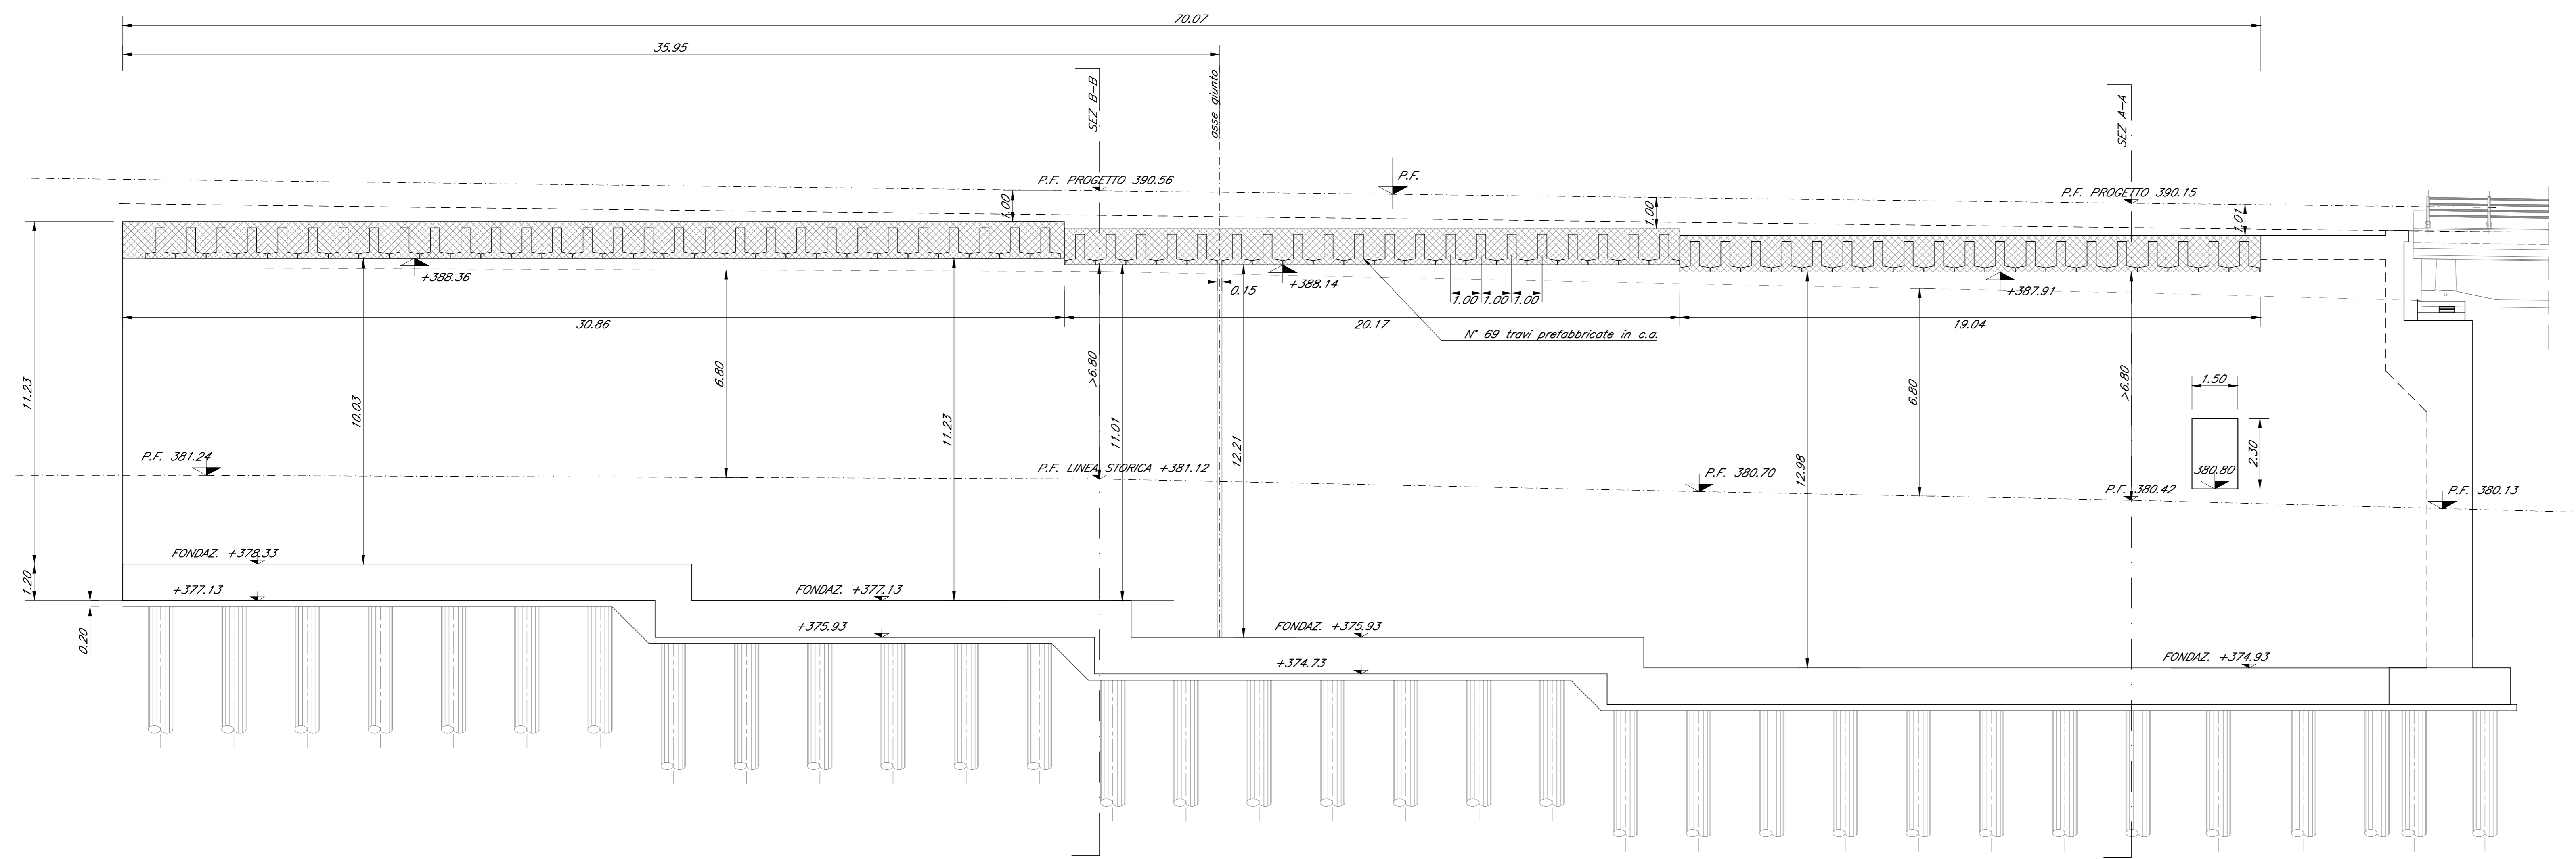 70.07
35.95
SEZ B-B
asse giunto
SEZ A-A
P.F. PROGETTO 390.56
P.F.
P.F. PROGETTO 390.15
1.00
1.00
1.01
+388.36
+388.14
+387.91
0.15
1.00
1.00
1.00
30.86
20.17
19.04
N° 69 travi prefabbricate in c.a.
11.23
10.03
6.80
11.23
>6.80
11.01
12.21
12.98
6.80
>6.80
1.50
2.30
380.80
P.F. 381.24
P.F. LINEA STORICA +381.12
P.F. 380.70
P.F. 380.42
P.F. 380.13
FONDAZ. +378.33
1.20
+377.13
FONDAZ. +377.13
0.20
+375.93
FONDAZ. +375.93
+374.73
FONDAZ. +374.93